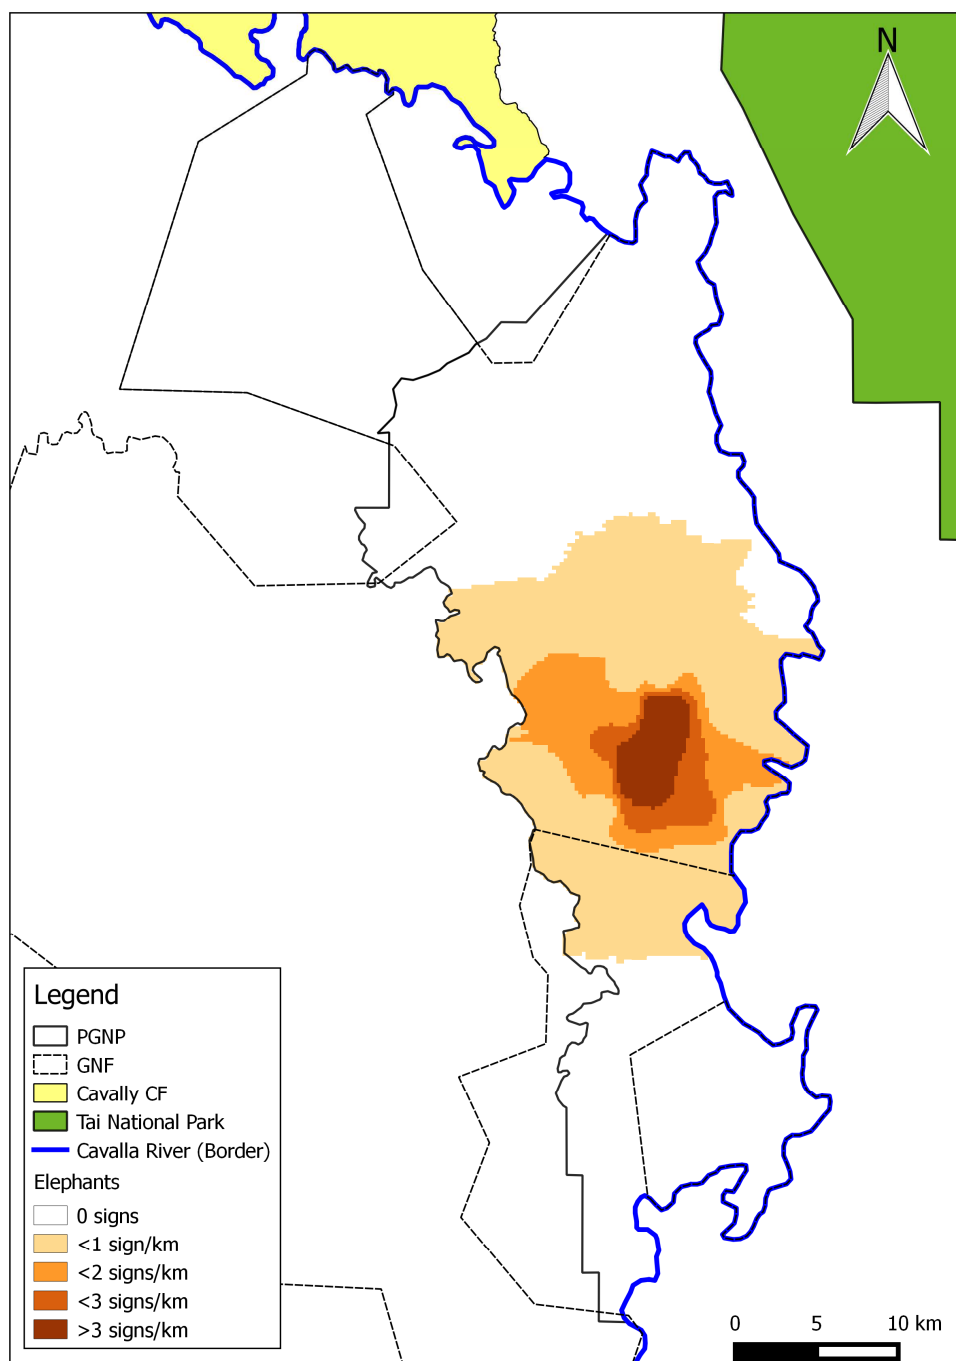 N
Legend
PGNP
GNF
Cavally CF
Tai National Park
Cavalla River (Border)
Elephants
0 signs
<1 sign/km
<2 signs/km
<3 signs/km
>3 signs/km
0 5 10 km